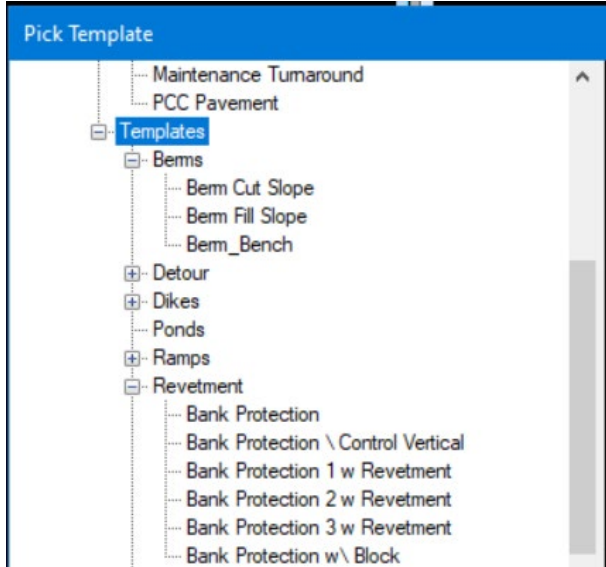 Pick Template
Maintenance Turnaround
PCC Pavement
Templates
Berms
Berm Cut Slope
Berm Fill Slope
Berm_Bench
Detour
Dikes
Ponds
Ramps
Revetment
Bank Protection
Bank Protection \ Control Vertical
Bank Protection 1 w Revetment
Bank Protection 2 w Revetment
Bank Protection 3 w Revetment
Bank Protection w\ Block